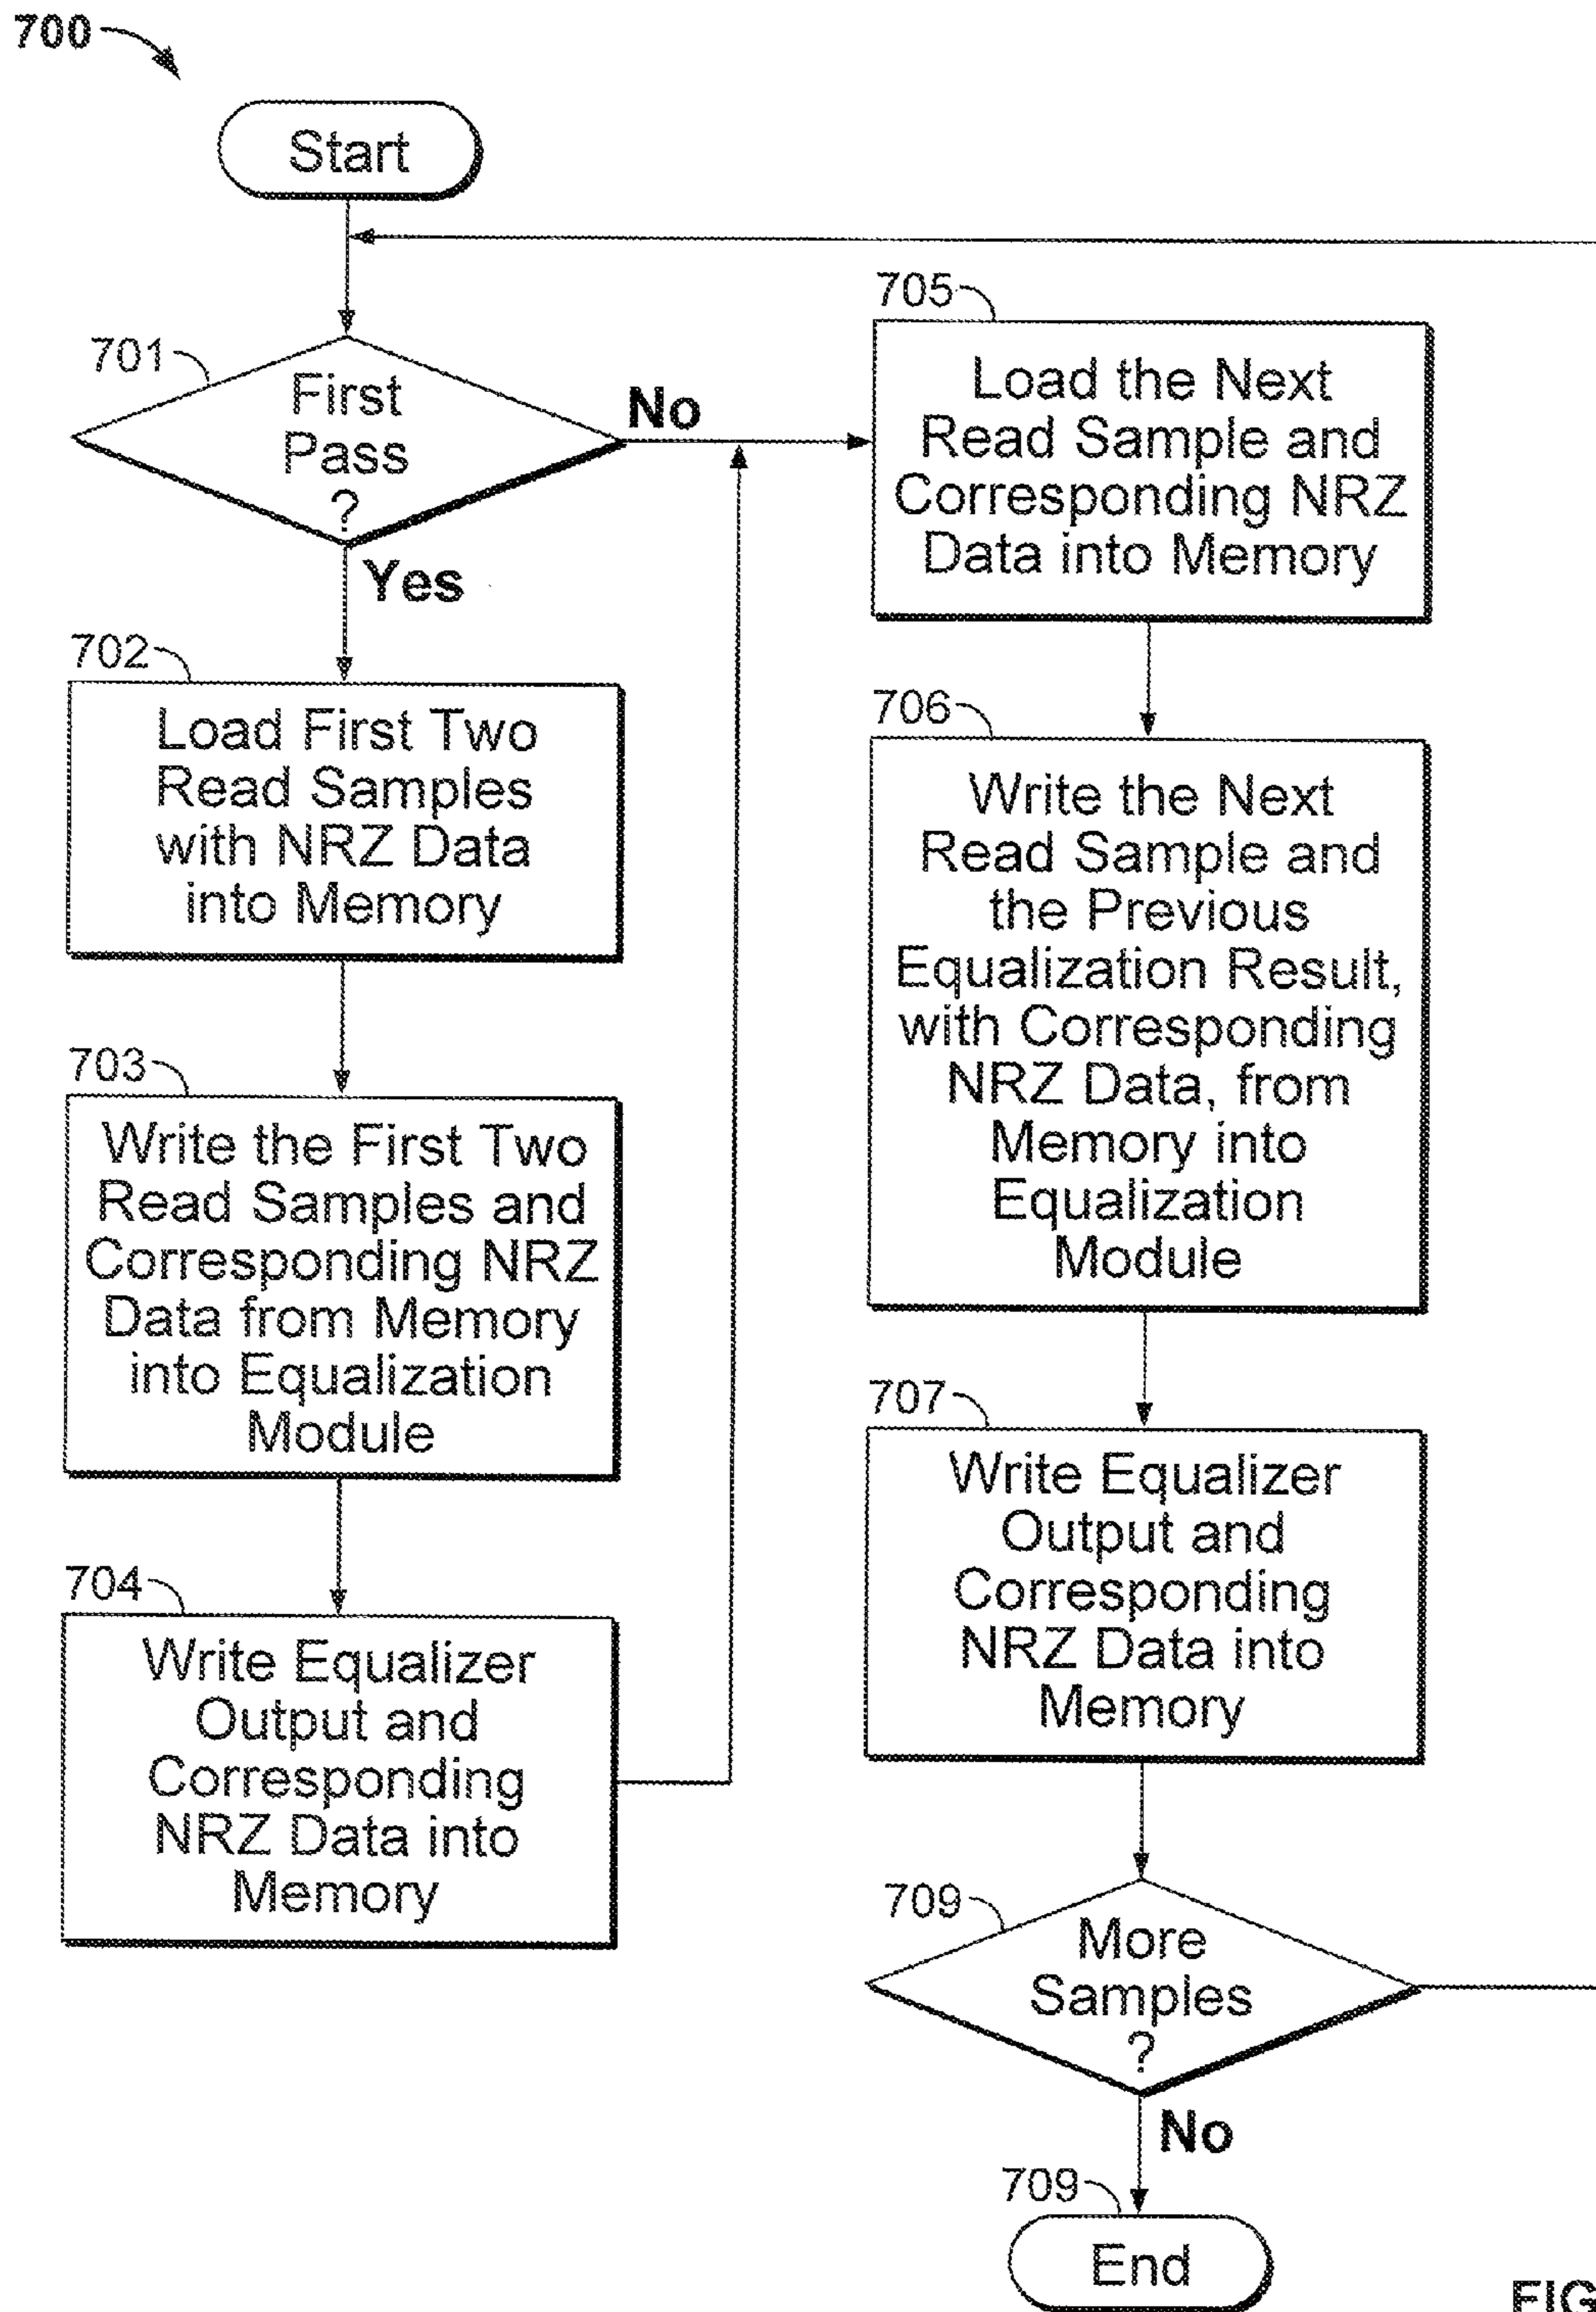 700
Start
701
First
Pass
?
No
Yes
702
Load First Two
Read Samples
with NRZ Data
into Memory
703
Write the First Two
Read Samples and
Corresponding NRZ
Data from Memory
into Equalization
Module
704
Write Equalizer
Output and
Corresponding
NRZ Data into
Memory
705
Load the Next
Read Sample and
Corresponding NRZ
Data into Memory
706
Write the Next
Read Sample and
the Previous
Equalization Result,
with Corresponding
NRZ Data, from
Memory into
Equalization
Module
707
Write Equalizer
Output and
Corresponding
NRZ Data into
Memory
709
More
Samples
?
No
709
End
FIG